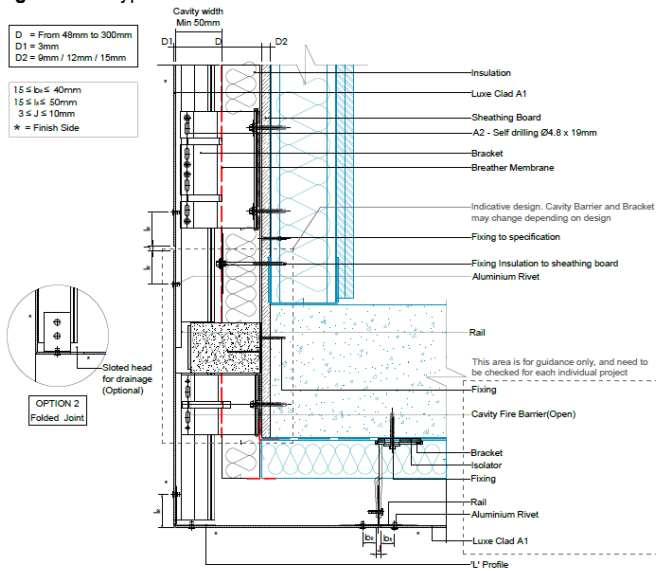 Cavity width
Min 50mm
D = From 48mm to 300mm
D1 = 3mm
D2 = 9mm / 12mm / 15mm
D1
D
D2
15 ≤ b₀ ≤ 40mm
15 ≤ l₀ ≤ 50mm
3 ≤ J ≤ 10mm
* = Finish Side
Insulation
Luxe Clad A1
Sheathing Board
A2 - Self drilling Ø4.8 x 19mm
Bracket
Breather Membrane
Indicative design. Cavity Barrier and Bracket
may change depending on design
Fixing to specification
Fixing Insulation to sheathing board
Aluminium Rivet
Rail
This area is for guidance only, and need to
be checked for each individual project
Fixing
Cavity Fire Barrier(Open)
Bracket
Isolator
Fixing
Rail
Aluminium Rivet
Luxe Clad A1
'L' Profile
Sloted head
for drainage
(Optional)
OPTION 2
Folded Joint
J